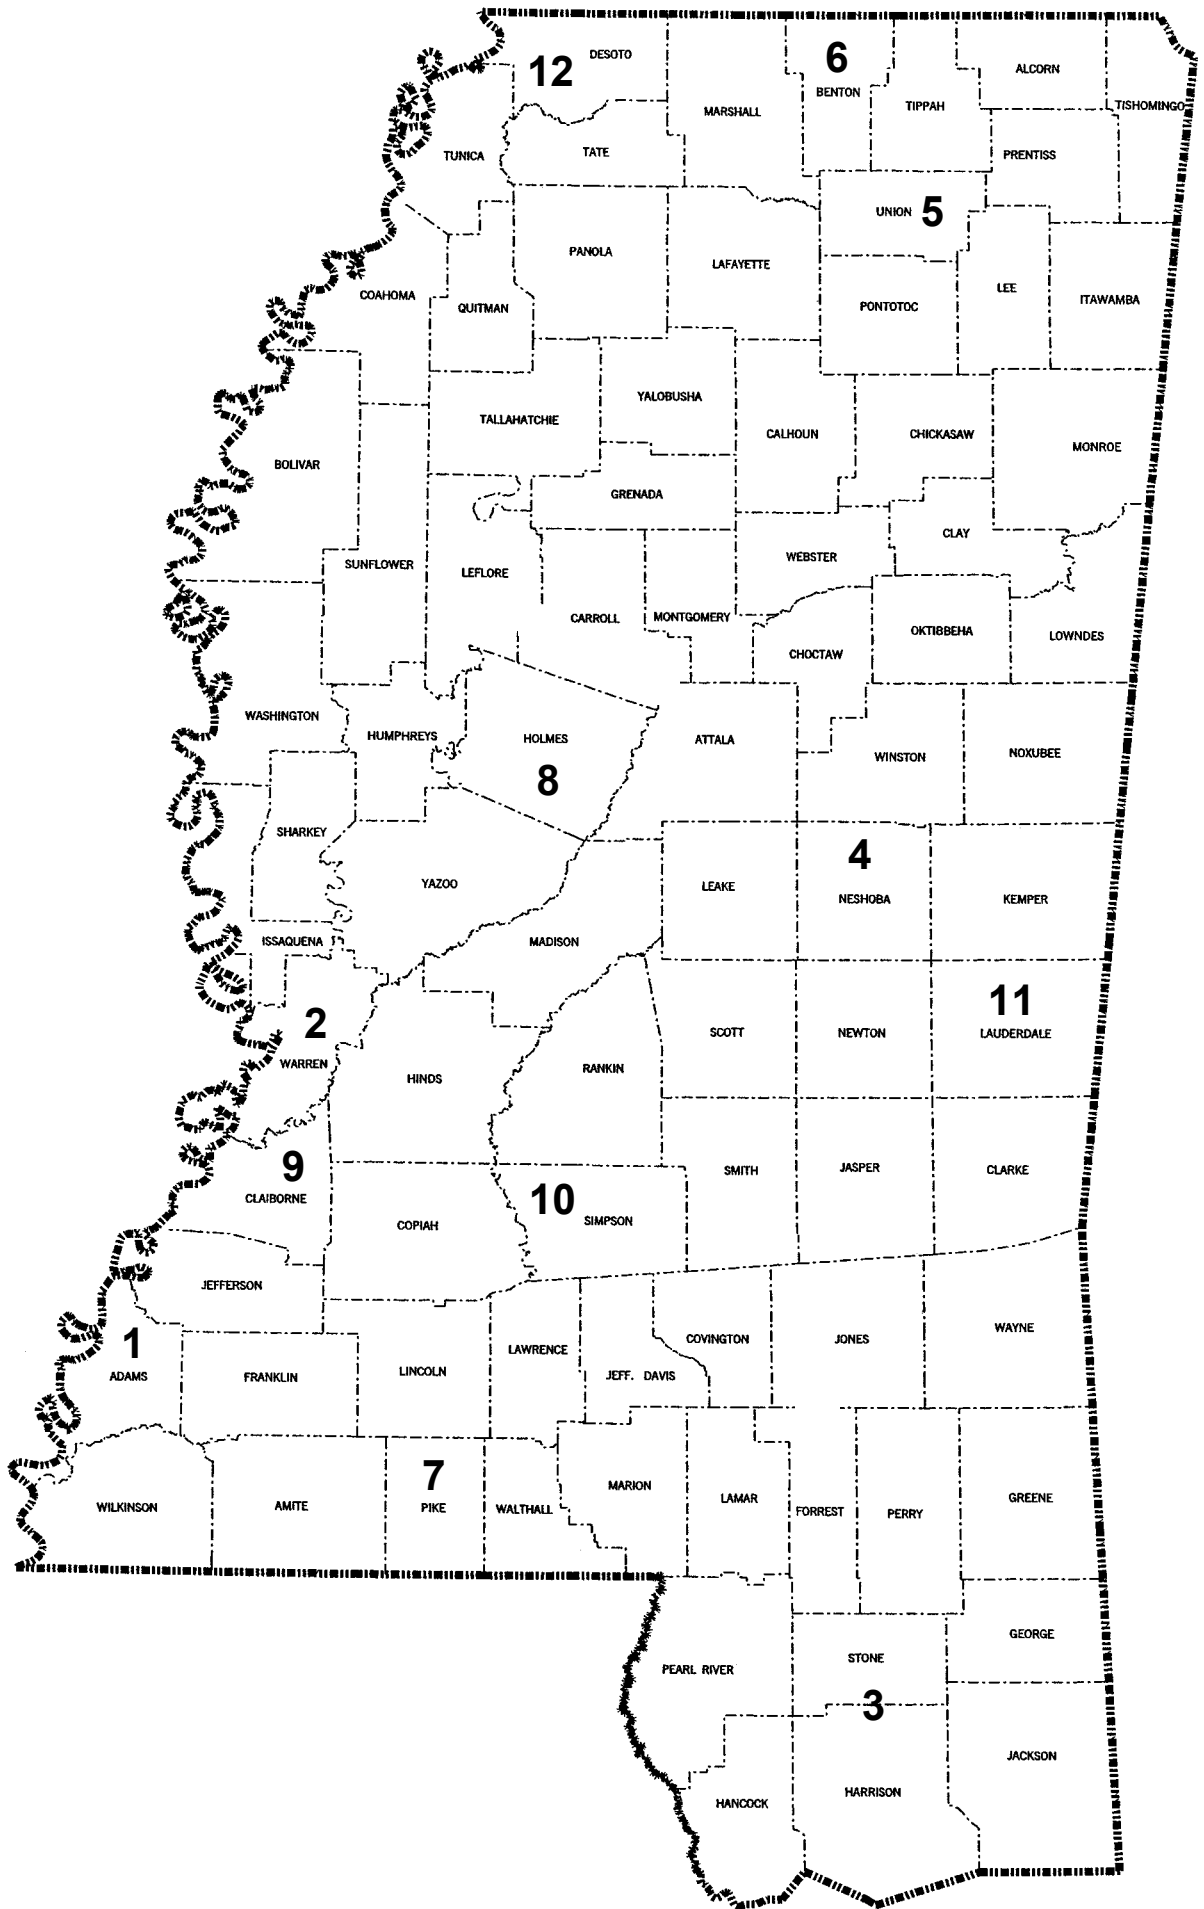 DESOTO
12
6
BENTON
ALCORN
TISHOMINGO
MARSHALL
TIPPAH
TUNICA
TATE
PRENTISS
UNION
5
PANOLA
LAFAYETTE
COAHOMA
QUITMAN
PONTOTOC
LEE
ITAWAMBA
TALLAHATCHIE
YALOBUSHA
CALHOUN
CHICKASAW
MONROE
BOLIVAR
GRENADA
CLAY
SUNFLOWER
LEFLORE
WEBSTER
CARROLL
MONTGOMERY
OKTIBBEHA
LOWNDES
CHOCTAW
WASHINGTON
HUMPHREYS
HOLMES
8
ATTALA
WINSTON
NOXUBEE
SHARKEY
YAZOO
LEAKE
4
NESHOBA
KEMPER
ISSAQUENA
MADISON
2
WARREN
HINDS
RANKIN
SCOTT
NEWTON
11
LAUDERDALE
9
CLAIBORNE
COPIAH
10
SIMPSON
SMITH
JASPER
CLARKE
JEFFERSON
1
ADAMS
FRANKLIN
LINCOLN
LAWRENCE
JEFF. DAVIS
COVINGTON
JONES
WAYNE
WILKINSON
AMITE
7
PIKE
WALTHALL
MARION
LAMAR
FORREST
PERRY
GREENE
PEARL RIVER
STONE
GEORGE
3
HANCOCK
HARRISON
JACKSON